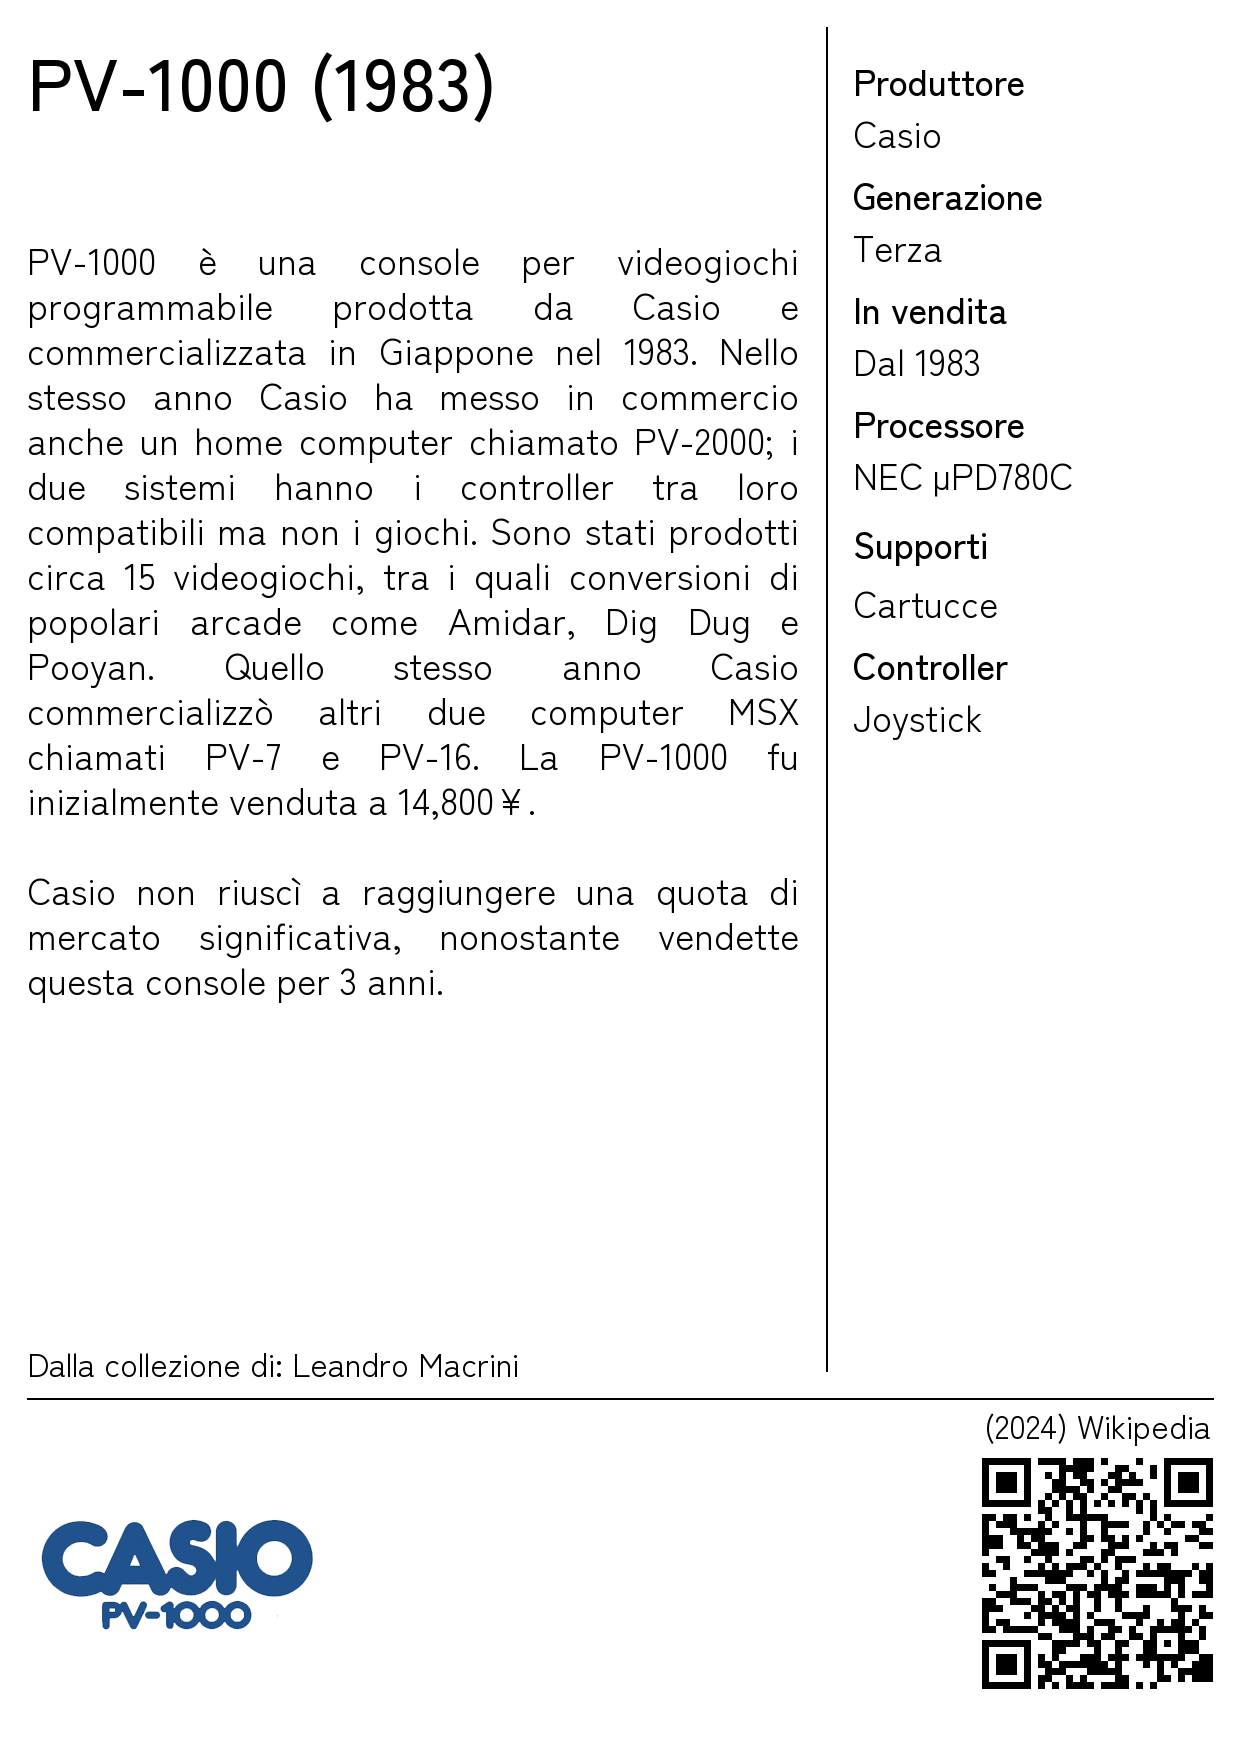 PV-1000 (1983)
PV-1000 è una console per videogiochi
programmabile prodotta da Casio e
commercializzata in Giappone nel 1983. Nello
stesso anno Casio ha messo in commercio
anche un home computer chiamato PV-2000; i
due sistemi hanno i controller tra loro
compatibili ma non i giochi. Sono stati prodotti
circa 15 videogiochi, tra i quali conversioni di
popolari arcade come Amidar, Dig Dug e
Pooyan. Quello stesso anno Casio
commercializzò altri due computer MSX
chiamati PV-7 e PV-16. La PV-1000 fu
inizialmente venduta a 14,800¥.
Casio non riuscì a raggiungere una quota di
mercato significativa, nonostante vendette
questa console per 3 anni.
Dalla collezione di: Leandro Macrini
Produttore
Casio
Generazione
Terza
In vendita
Dal 1983
Processore
NEC µPD780C
Supporti
Cartucce
Controller
Joystick
(2024) Wikipedia
CASIO
PV-1000